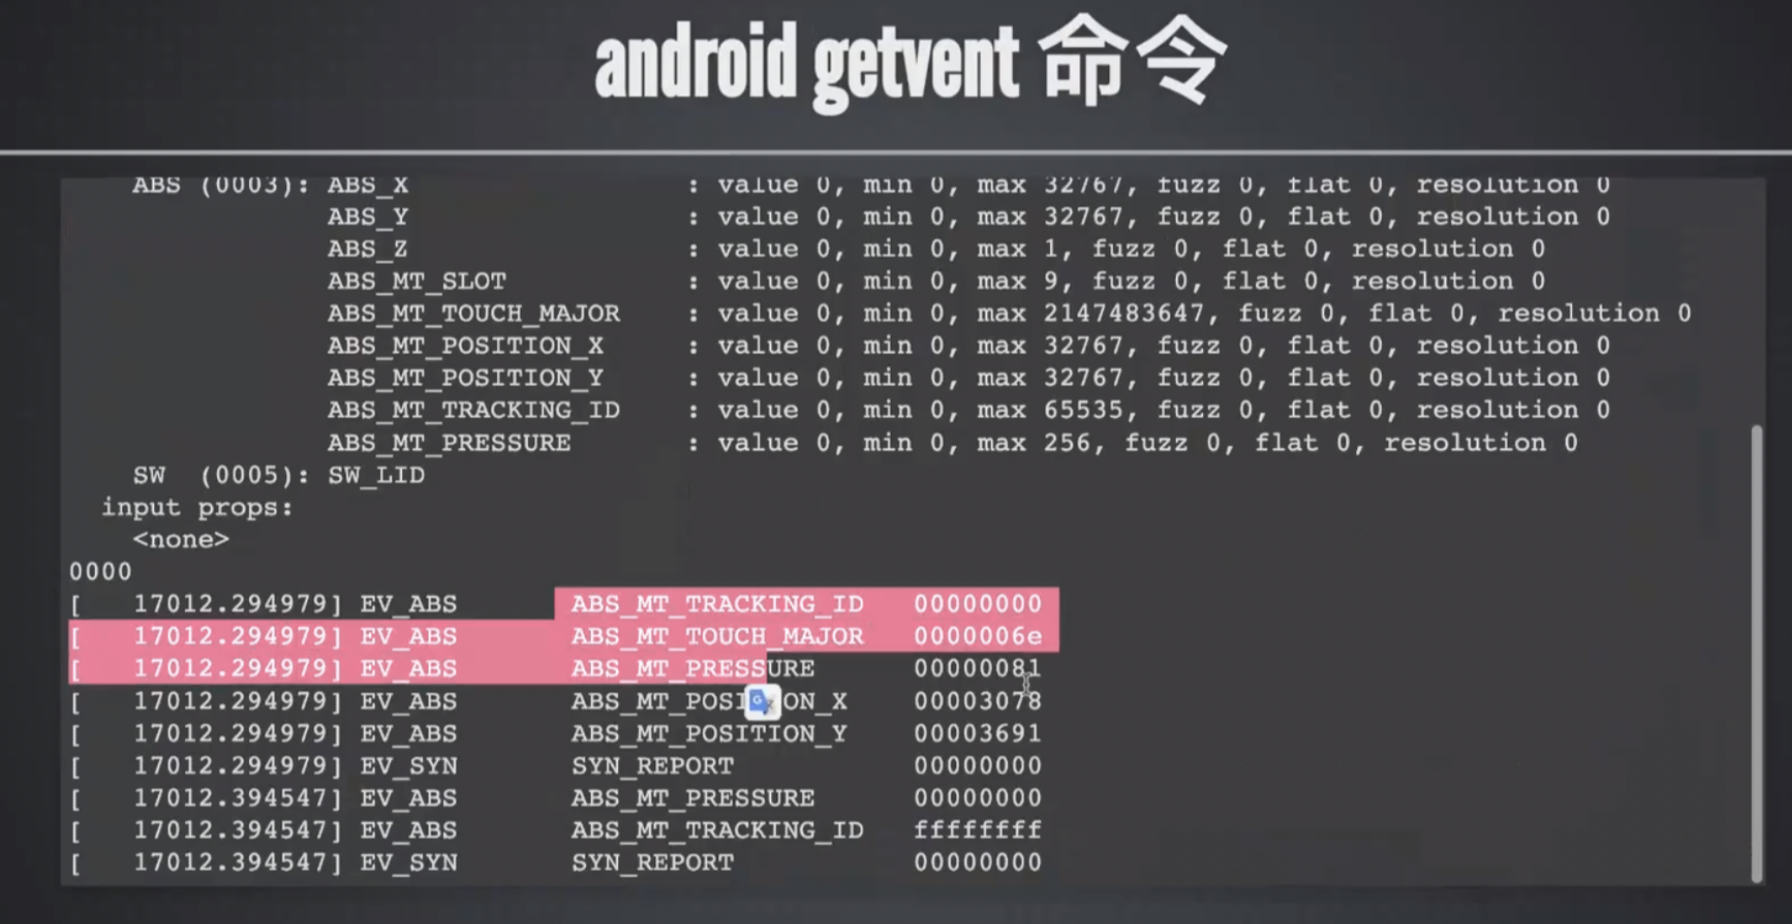 android getvent 命令
ABS (0003): ABS_X : value 0, min 0, max 32767, fuzz 0, flat 0, resolution 0
ABS_Y : value 0, min 0, max 32767, fuzz 0, flat 0, resolution 0
ABS_Z : value 0, min 0, max 1, fuzz 0, flat 0, resolution 0
ABS_MT_SLOT : value 0, min 0, max 9, fuzz 0, flat 0, resolution 0
ABS_MT_TOUCH_MAJOR : value 0, min 0, max 2147483647, fuzz 0, flat 0, resolution 0
ABS_MT_POSITION_X : value 0, min 0, max 32767, fuzz 0, flat 0, resolution 0
ABS_MT_POSITION_Y : value 0, min 0, max 32767, fuzz 0, flat 0, resolution 0
ABS_MT_TRACKING_ID : value 0, min 0, max 65535, fuzz 0, flat 0, resolution 0
ABS_MT_PRESSURE : value 0, min 0, max 256, fuzz 0, flat 0, resolution 0
SW (0005): SW_LID
input props:
<none>
0000
[ 17012.294979] EV_ABS ABS_MT_TRACKING_ID 00000000
[ 17012.294979] EV_ABS ABS_MT_TOUCH_MAJOR 0000006e
[ 17012.294979] EV_ABS ABS_MT_PRESSURE 00000081
[ 17012.294979] EV_ABS ABS_MT_POSITION_X 00003078
[ 17012.294979] EV_ABS ABS_MT_POSITION_Y 00003691
[ 17012.294979] EV_SYN SYN_REPORT 00000000
[ 17012.394547] EV_ABS ABS_MT_PRESSURE 00000000
[ 17012.394547] EV_ABS ABS_MT_TRACKING_ID ffffffff
[ 17012.394547] EV_SYN SYN_REPORT 00000000